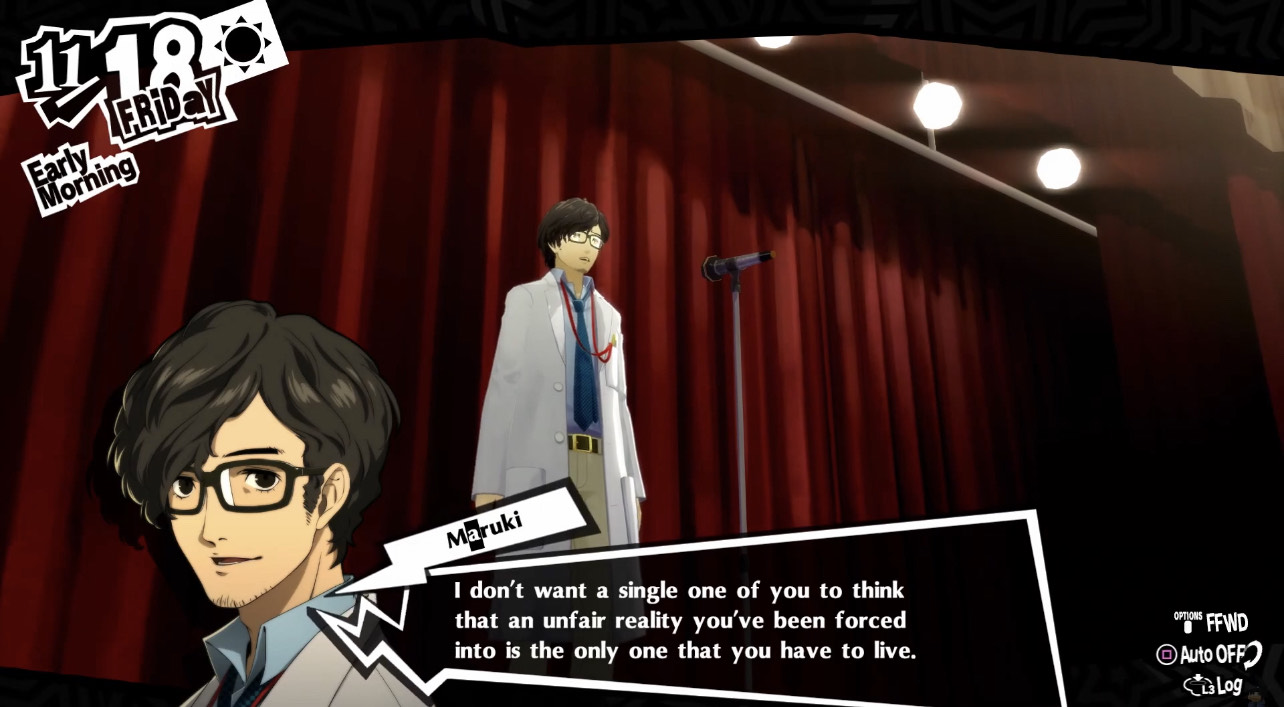 11/18
FRiDaY
Early
Morning
Maruki
I don't want a single one of you to think
that an unfair reality you've been forced
into is the only one that you have to live.
OPTIONS FFWD
Auto OFF
L3 Log